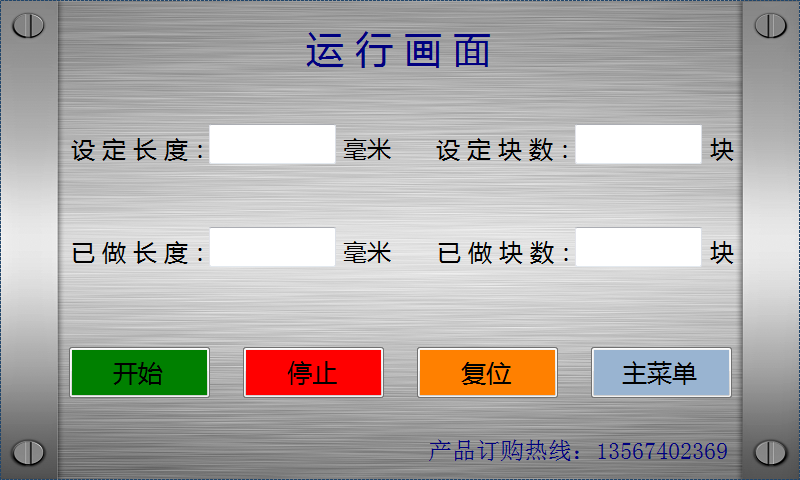 运行画面
设定长度: 毫米 设定块数: 块
已做长度: 毫米 已做块数: 块
开始 停止 复位 主菜单
产品订购热线：13567402369